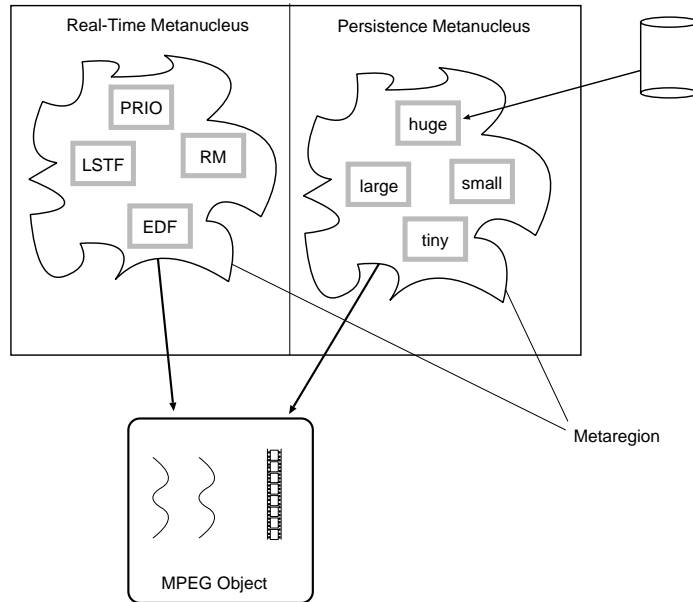 Real-Time Metanucleus
Persistence Metanucleus
PRIO
LSTF
RM
EDF
huge
large
small
tiny
Metaregion
MPEG Object